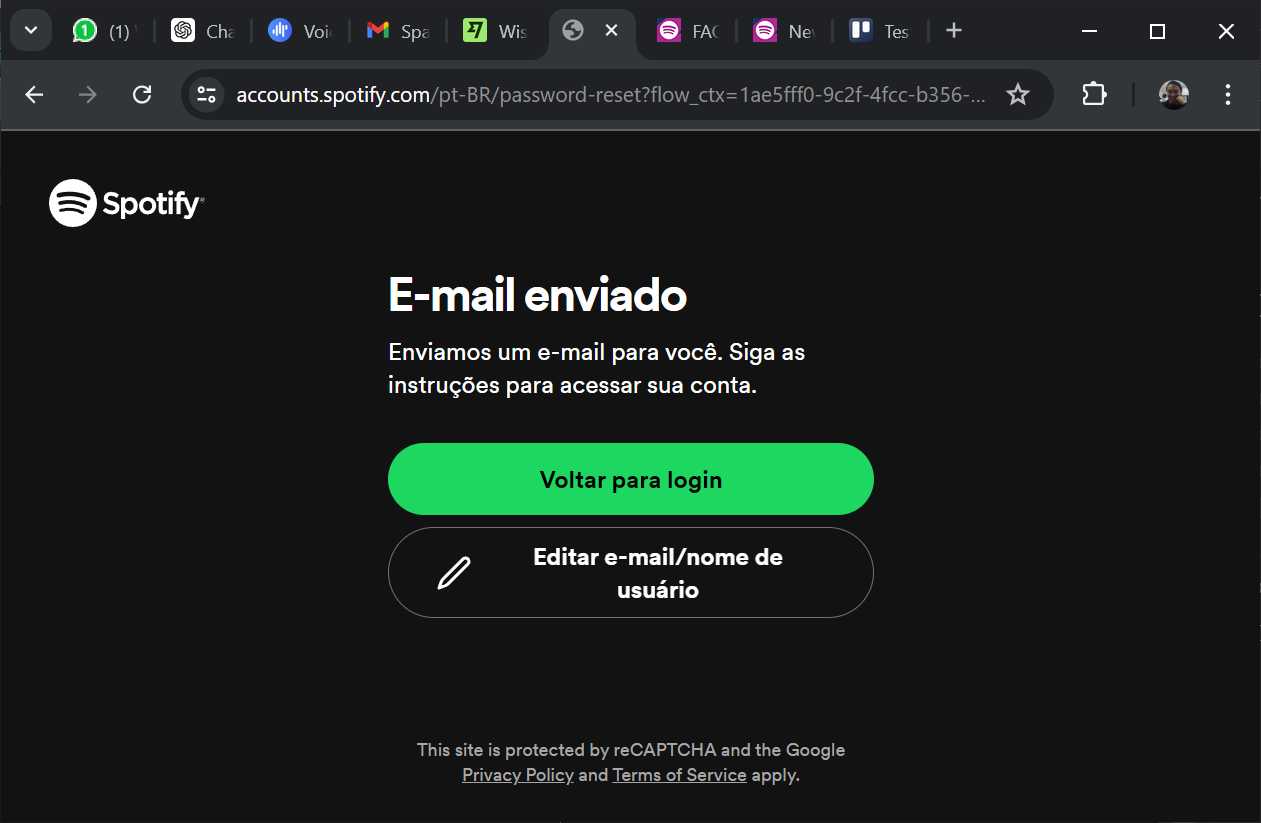 1 (1)
Cha
Voi
Spa
Wis
FAQ
Ne
Tes
accounts.spotify.com/pt-BR/password-reset?flow_ctx=1ae5fff0-9c2f-4fcc-b356-...
Spotify®
E-mail enviado
Enviamos um e-mail para você. Siga as
instruções para acessar sua conta.
Voltar para login
Editar e-mail/nome de
usuário
This site is protected by reCAPTCHA and the Google
Privacy Policy and Terms of Service apply.